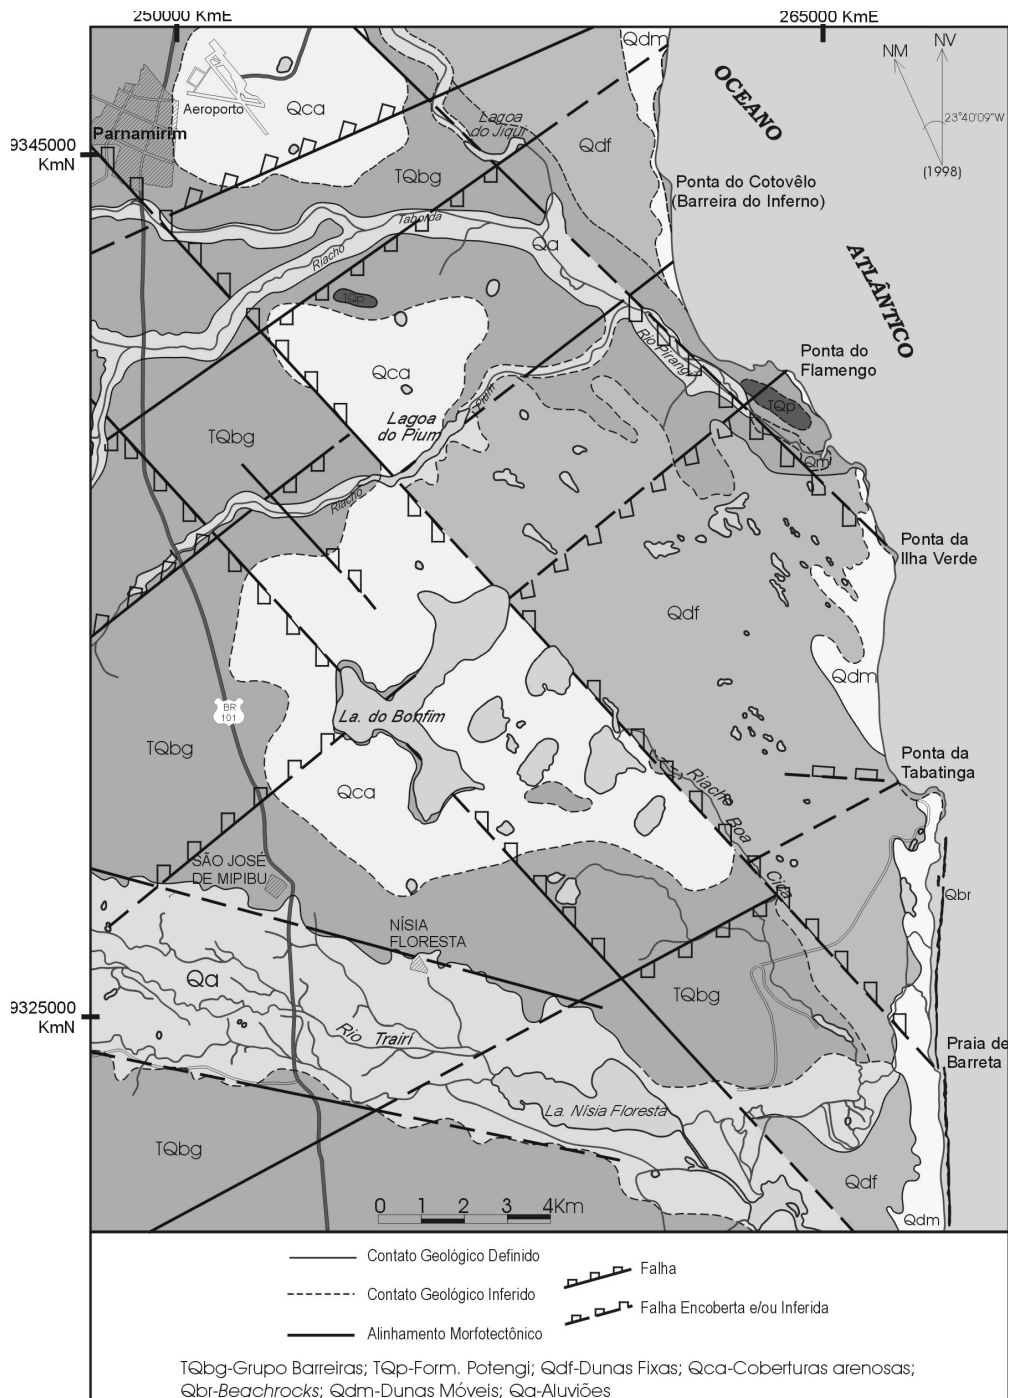 250000 KmE
265000 KmE
Qdm
NM
NV
OCEANO
Aeroporto
Qca
23°40'09"W
Parnamirim
Lagoa
do Jiqui
Qdf
9345000
KmN
TQbg
(1998)
Ponta do Cotovêlo
(Barreira do Inferno)
Taborda
Riacho
Qa
ATLÂNTICO
TQp
Rio Pirangi
Ponta do
Flamengo
Qca
Pium
TQp
Lagoa
do Pium
TQbg
Qm
Riacho
Ponta da
Ilha Verde
Qdf
Qdm
BR
101
La. do Bonfim
TQbg
Ponta da
Tabatinga
Riacho Boa Cica
Qca
SÃO JOSÉ
DE MIPIBU
Qbr
NÍSIA
FLORESTA
Qa
TQbg
9325000
KmN
Rio Trairí
Praia de
Barreta
La. Nísia Floresta
TQbg
Qdf
Qdm
0 1 2 3 4Km
Contato Geológico Definido
Falha
Contato Geológico Inferido
Falha Encoberta e/ou Inferida
Alinhamento Morfotectônico
TQbg-Grupo Barreiras; TQp-Form. Potengi; Qdf-Dunas Fixas; Qca-Coberturas arenosas;
Qbr-Beachrocks; Qdm-Dunas Móveis; Qa-Aluviões